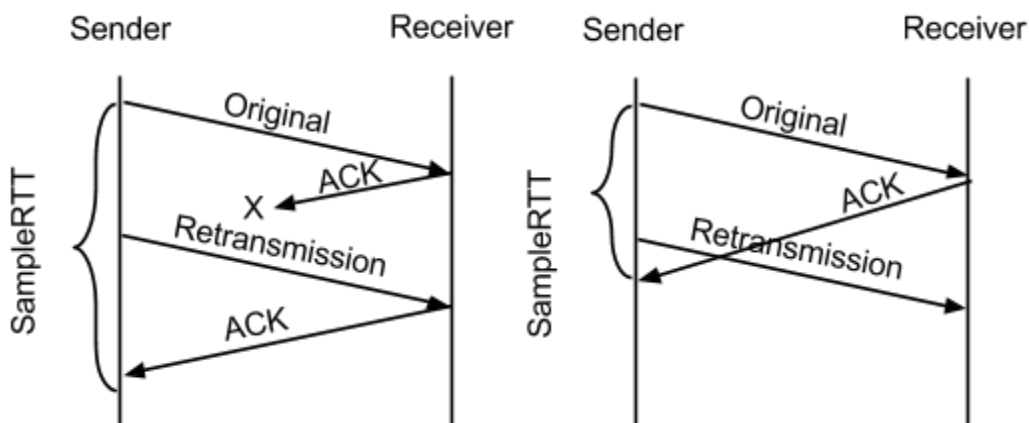 Sender
Receiver
Original
ACK
X
Retransmission
ACK
SampleRTT
Sender
Receiver
Original
ACK
Retransmission
SampleRTT